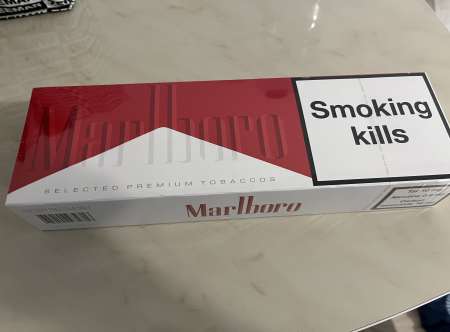 Marlboro
Smoking
kills
SELECTED PREMIUM TOBACCOS
Marlboro